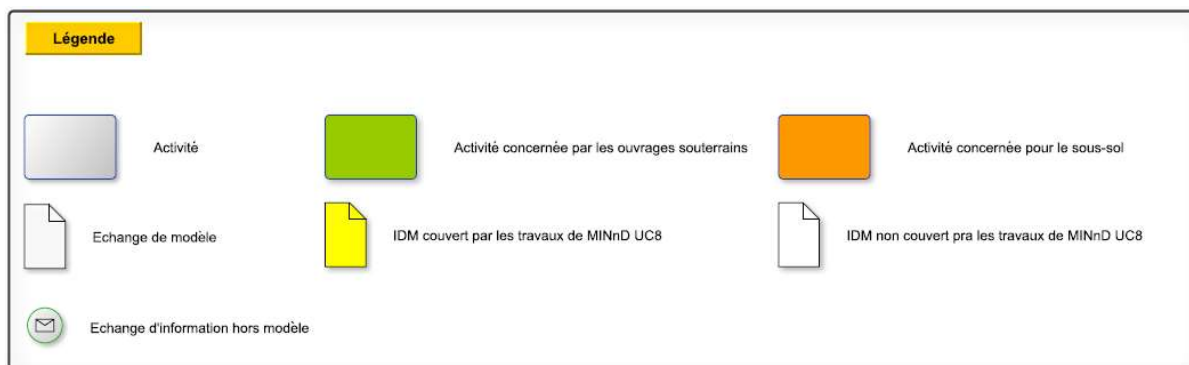 Légende
Activité
Activité concernée par les ouvrages souterrains
Activité concernée pour le sous-sol
Echange de modèle
IDM couvert par les travaux de MINnD UC8
IDM non couvert pra les travaux de MINnD UC8
Echange d'information hors modèle